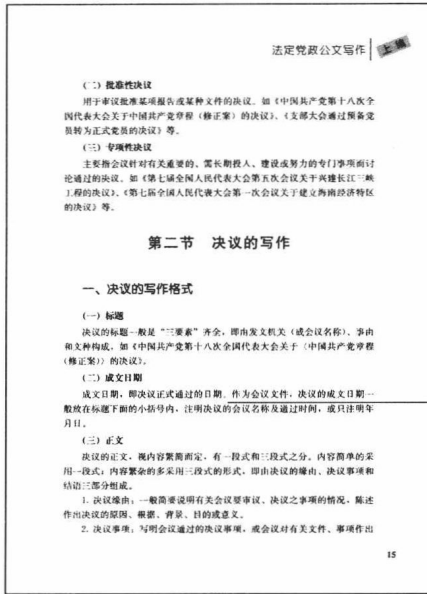 法定党政公文写作 上编
(二) 批准性决议
用于审议批准某项报告或某种文件的决议。如《中国共产党第十八次全
国代表大会关于中国共产党章程(修正案)的决议》、《支部大会通过预备党
员转为正式党员的决议》等。
(三) 专项性决议
主要指会议针对有关重要的、需长期投入、建设或努力的专门事项而讨
论通过的决议。如《第七届全国人民代表大会第五次会议关于兴建长江三峡
工程的决议》、《第七届全国人民代表大会第一次会议关于建立海南经济特区
的决议》等。
第二节 决议的写作
一、决议的写作格式
(一) 标题
决议的标题一般是“三要素”齐全,即由发文机关(或会议名称)、事由
和文种构成,如《中国共产党第十八次全国代表大会关于〈中国共产党章程
(修正案)〉的决议》。
(二) 成文日期
成文日期,即决议正式通过的日期。作为会议文件,决议的成文日期一
般放在标题下面的小括号内,注明决议的会议名称及通过时间,或只注明年
月日。
(三) 正文
决议的正文,视内容繁简而定,有一段式和三段式之分。内容简单的采
用一段式;内容繁杂的多采用三段式的形式,即由决议的缘由、决议事项和
结语三部分组成。
1. 决议缘由:一般简要说明有关会议要审议、决议之事项的情况,陈述
作出决议的原因、根据、背景、目的或意义。
2. 决议事项:写明会议通过的决议事项,或会议对有关文件、事项作出
15